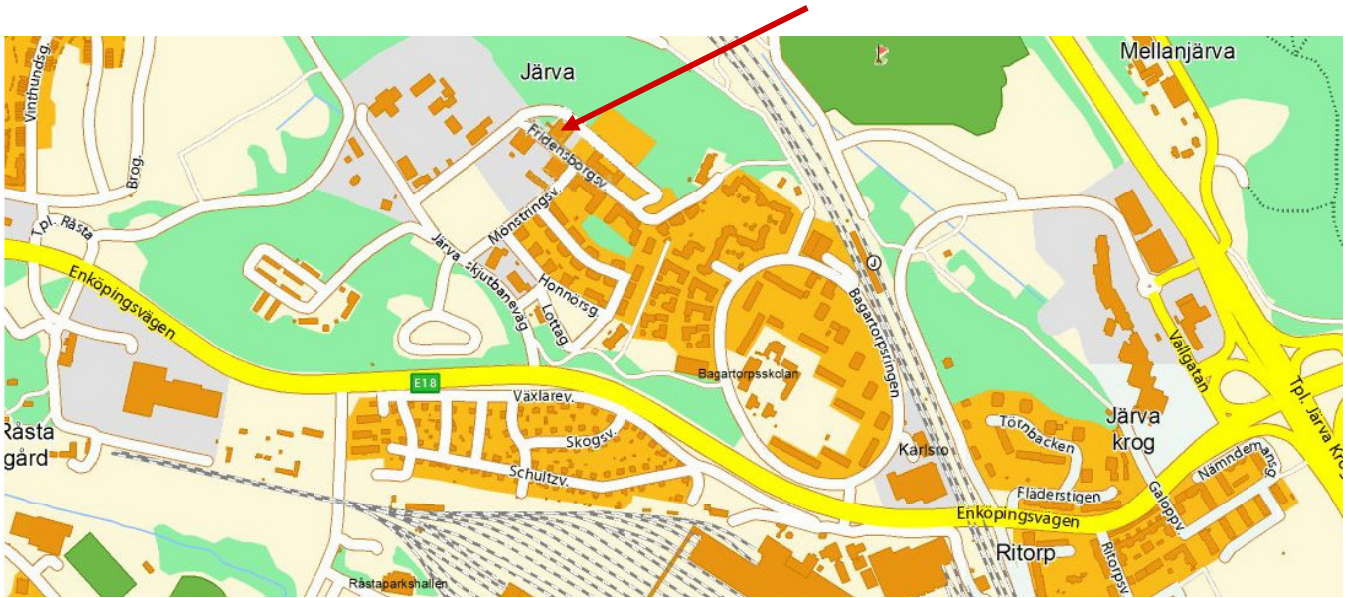 Vinthundsg.
Järva
Mellanjärva
Fridensborgsv.
Brog.
Mönstringsv.
Tpl. Råsta
Järva skjutbaneväg
J
Enköpingsvägen
Honnörsg.
Lottag.
Bagartorpsringen
Vallgatan
Bagartorpsskolan
E18
Växlarev.
Tpl. Järva Krog
Järva
krog
Råsta
gård
Skogsv.
Törnbacken
Schultzv.
Nämndemansg.
Fläderstigen
Galoppv.
Enköpingsvägen
Ritorp
Ritorpsv
Råstaparkshallen